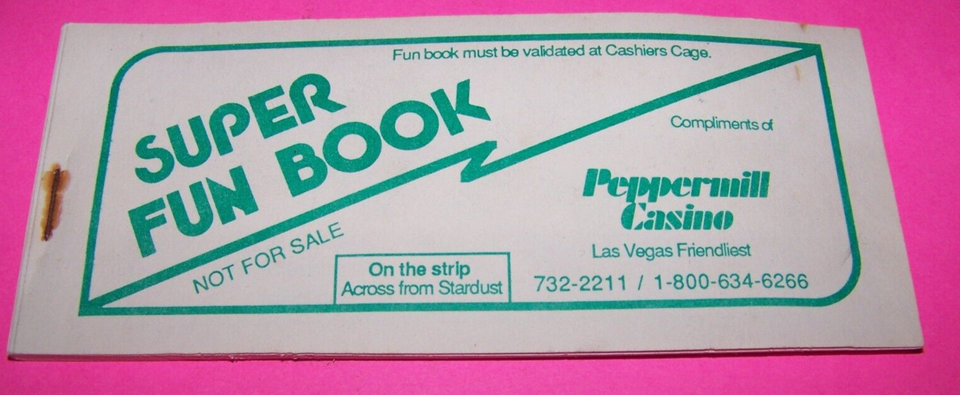 Fun book must be validated at Cashiers Cage.
SUPER
FUN BOOK
NOT FOR SALE
Compliments of
Peppermill
Casino
Las Vegas Friendliest
On the strip
Across from Stardust
732-2211 / 1-800-634-6266